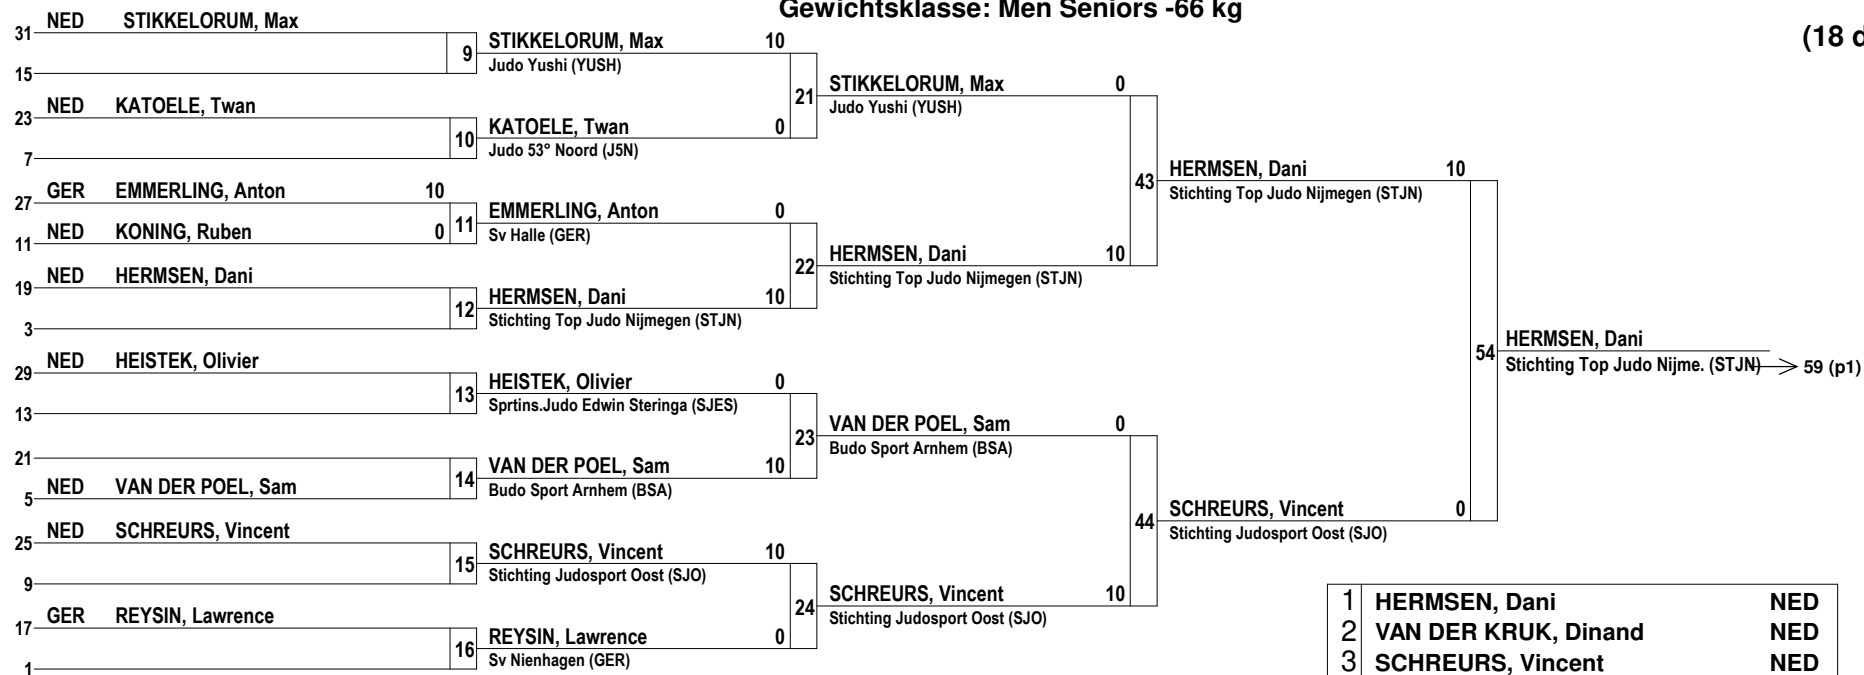 Gewichtsklasse: Men Seniors -66 kg
(18 d
31 NED STIKKELORUM, Max
15
9 STIKKELORUM, Max 10
Judo Yushi (YUSH)
23 NED KATOELE, Twan
7
10 KATOELE, Twan 0
Judo 53° Noord (J5N)
21 STIKKELORUM, Max 0
Judo Yushi (YUSH)
27 GER EMMERLING, Anton 10
11 NED KONING, Ruben 0
11 EMMERLING, Anton 0
Sv Halle (GER)
19 NED HERMSEN, Dani
3
12 HERMSEN, Dani 10
Stichting Top Judo Nijmegen (STJN)
22 HERMSEN, Dani 10
Stichting Top Judo Nijmegen (STJN)
43 HERMSEN, Dani 10
Stichting Top Judo Nijmegen (STJN)
29 NED HEISTEK, Olivier
13
13 HEISTEK, Olivier 0
Sprtins.Judo Edwin Steringa (SJES)
21
5 NED VAN DER POEL, Sam
14 VAN DER POEL, Sam 10
Budo Sport Arnhem (BSA)
23 VAN DER POEL, Sam 0
Budo Sport Arnhem (BSA)
25 NED SCHREURS, Vincent
9
15 SCHREURS, Vincent 10
Stichting Judosport Oost (SJO)
17 GER REYSIN, Lawrence
1
16 REYSIN, Lawrence 0
Sv Nienhagen (GER)
24 SCHREURS, Vincent 10
Stichting Judosport Oost (SJO)
44 SCHREURS, Vincent 0
Stichting Judosport Oost (SJO)
54 HERMSEN, Dani
Stichting Top Judo Nijme. (STJN) 59 (p1)
1 HERMSEN, Dani NED
2 VAN DER KRUK, Dinand NED
3 SCHREURS, Vincent NED